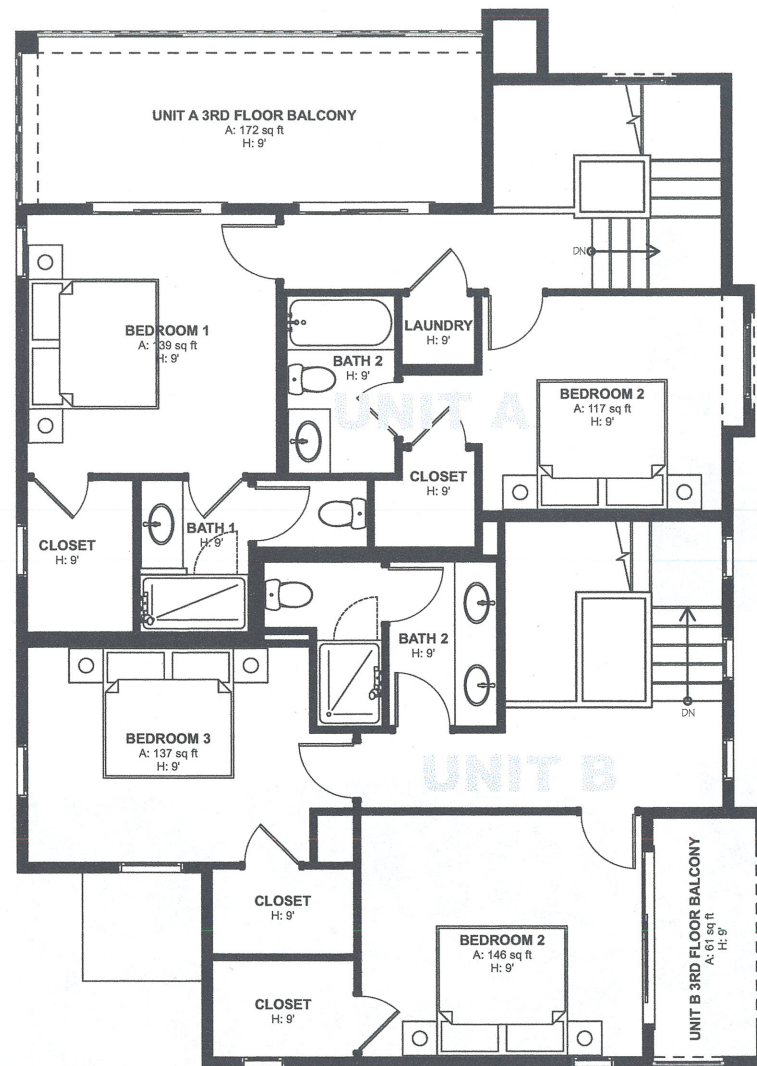 UNIT A 3RD FLOOR BALCONY
A: 172 sq ft
H: 9'
DN
BEDROOM 1
A: 139 sq ft
H: 9'
LAUNDRY
H: 9'
BATH 2
H: 9'
UNIT A
BEDROOM 2
A: 117 sq ft
H: 9'
CLOSET
H: 9'
BATH 1
H: 9'
CLOSET
H: 9'
BATH 2
H: 9'
DN
BEDROOM 3
A: 137 sq ft
H: 9'
UNIT B
CLOSET
H: 9'
BEDROOM 2
A: 146 sq ft
H: 9'
UNIT B 3RD FLOOR BALCONY
A: 61 sq ft
H: 9'
CLOSET
H: 9'